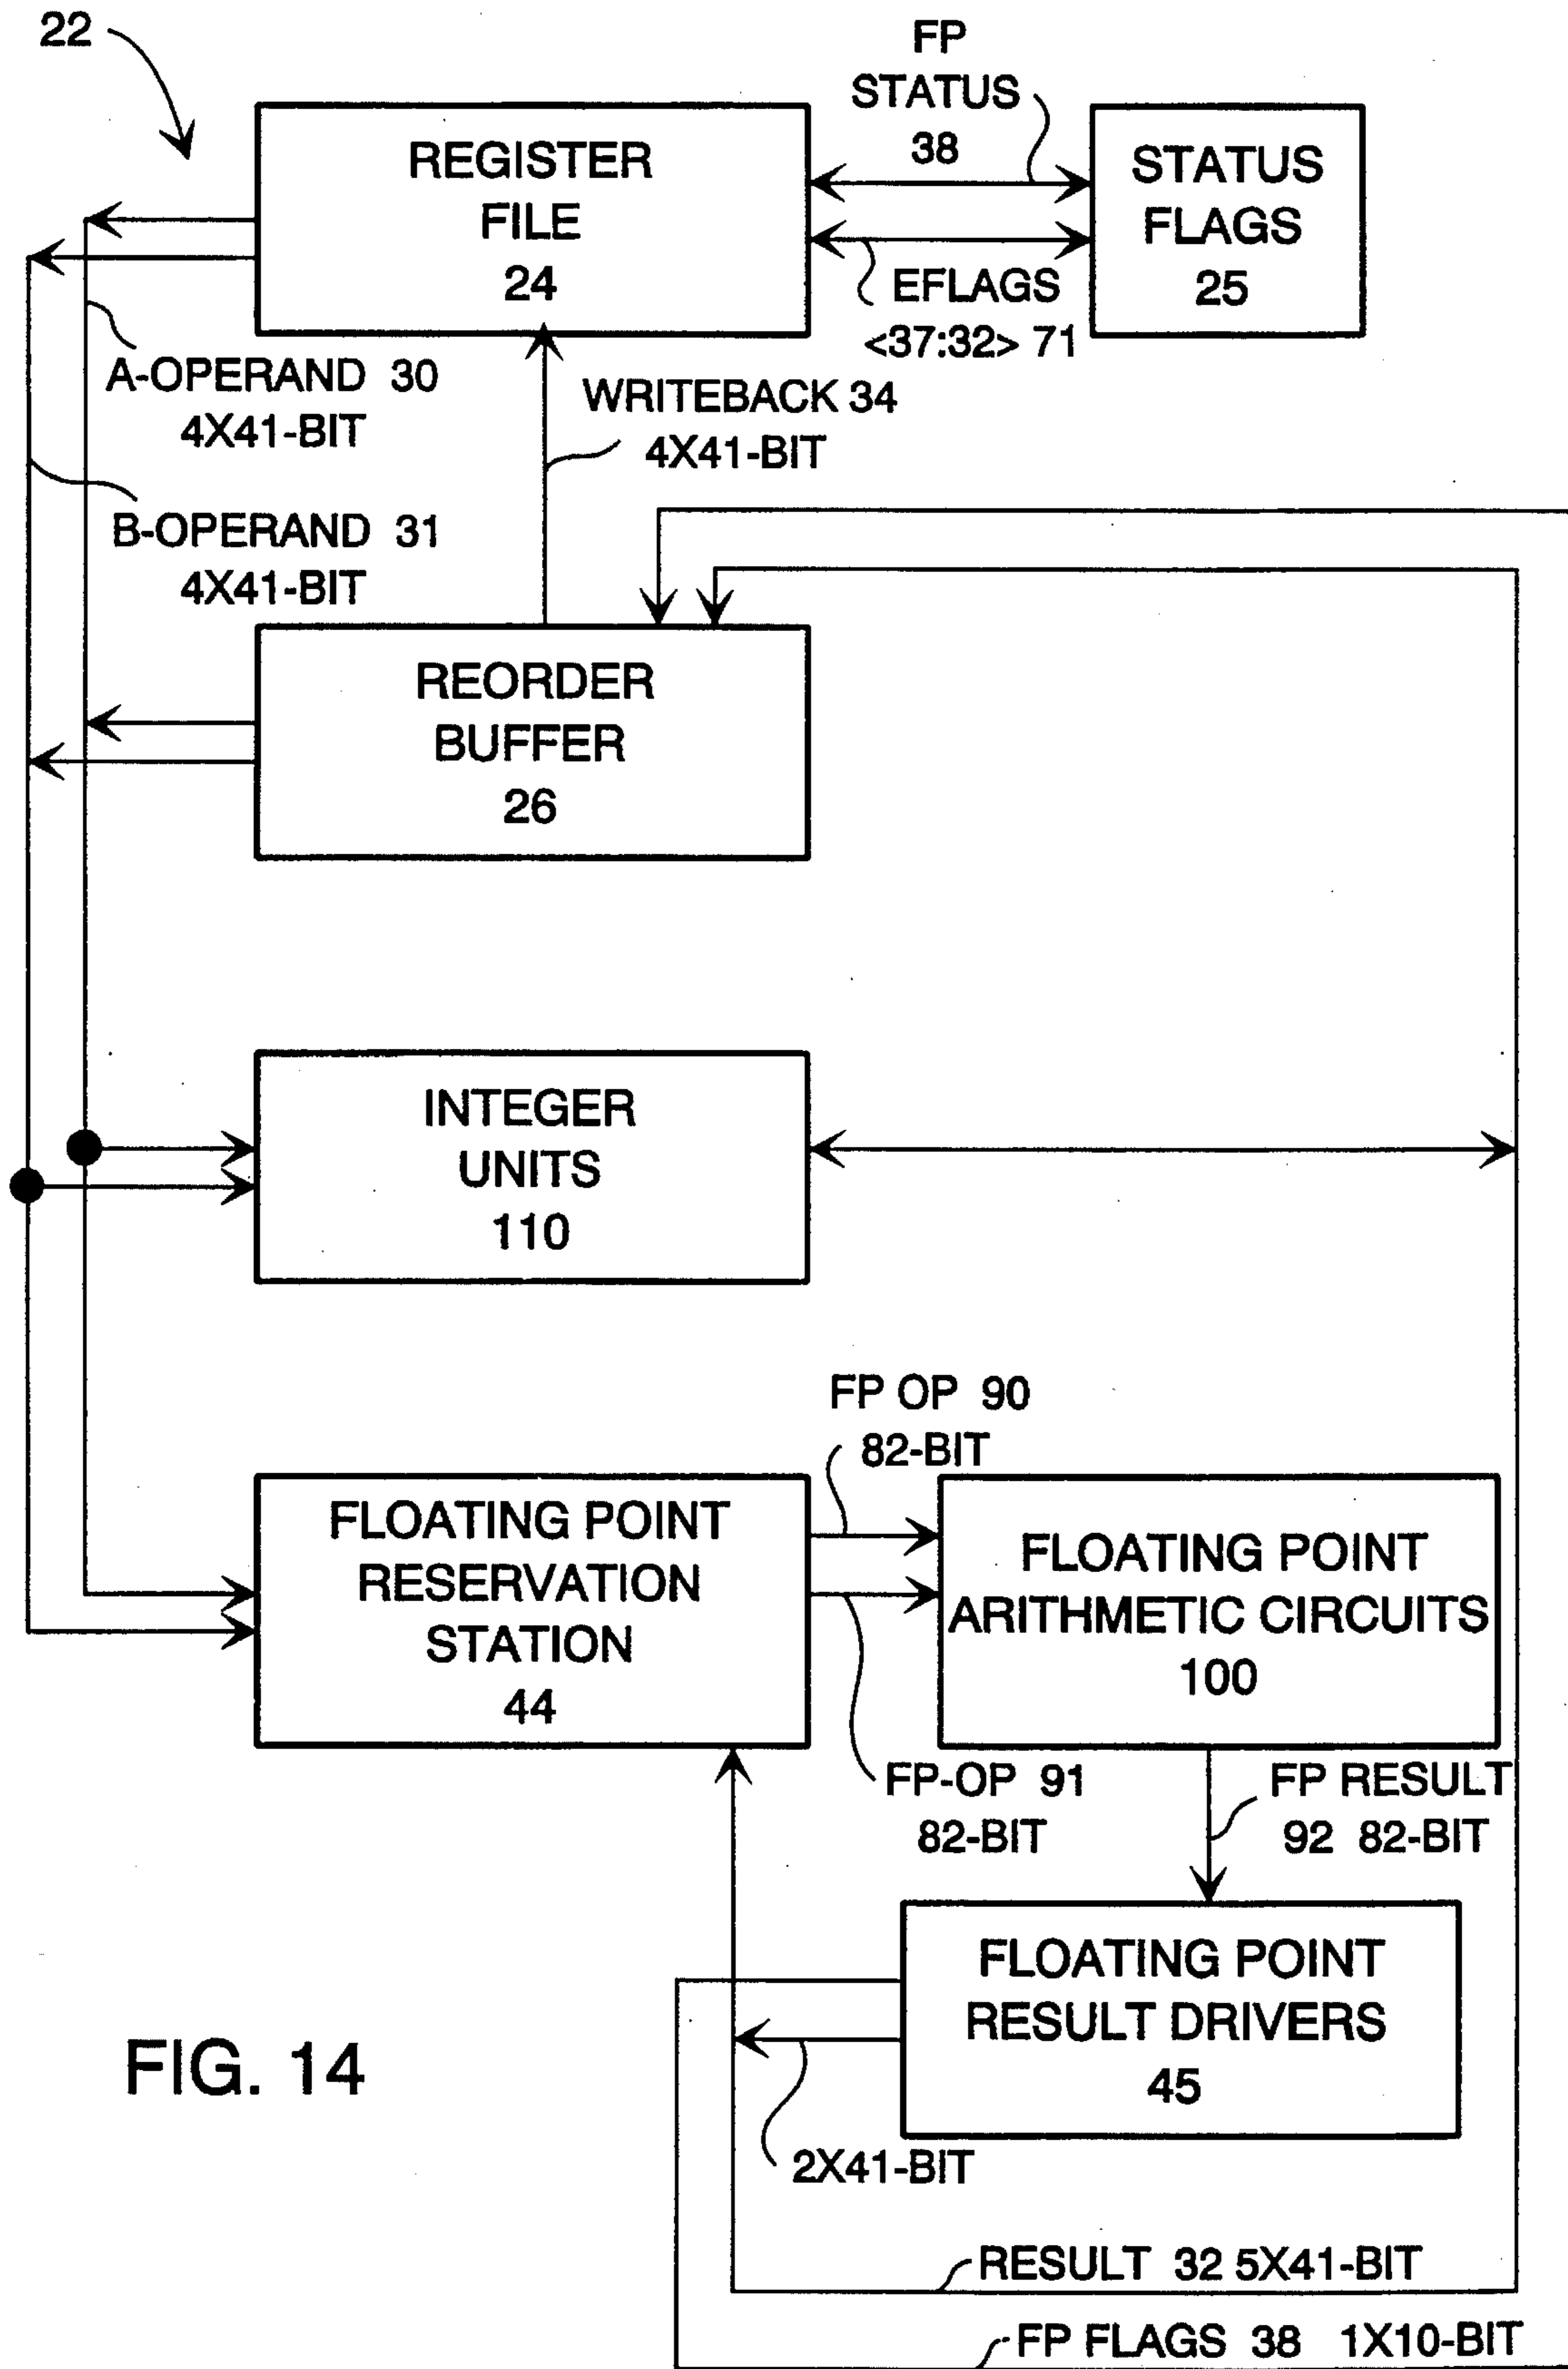 22
FP
STATUS
38
REGISTER
FILE
24
STATUS
FLAGS
25
EFLAGS
<37:32> 71
A-OPERAND 30
4X41-BIT
WRITEBACK 34
4X41-BIT
B-OPERAND 31
4X41-BIT
REORDER
BUFFER
26
INTEGER
UNITS
110
FP OP 90
82-BIT
FLOATING POINT
RESERVATION
STATION
44
FLOATING POINT
ARITHMETIC CIRCUITS
100
FP-OP 91
82-BIT
FP RESULT
92 82-BIT
FLOATING POINT
RESULT DRIVERS
45
2X41-BIT
FIG. 14
RESULT 32 5X41-BIT
FP FLAGS 38 1X10-BIT